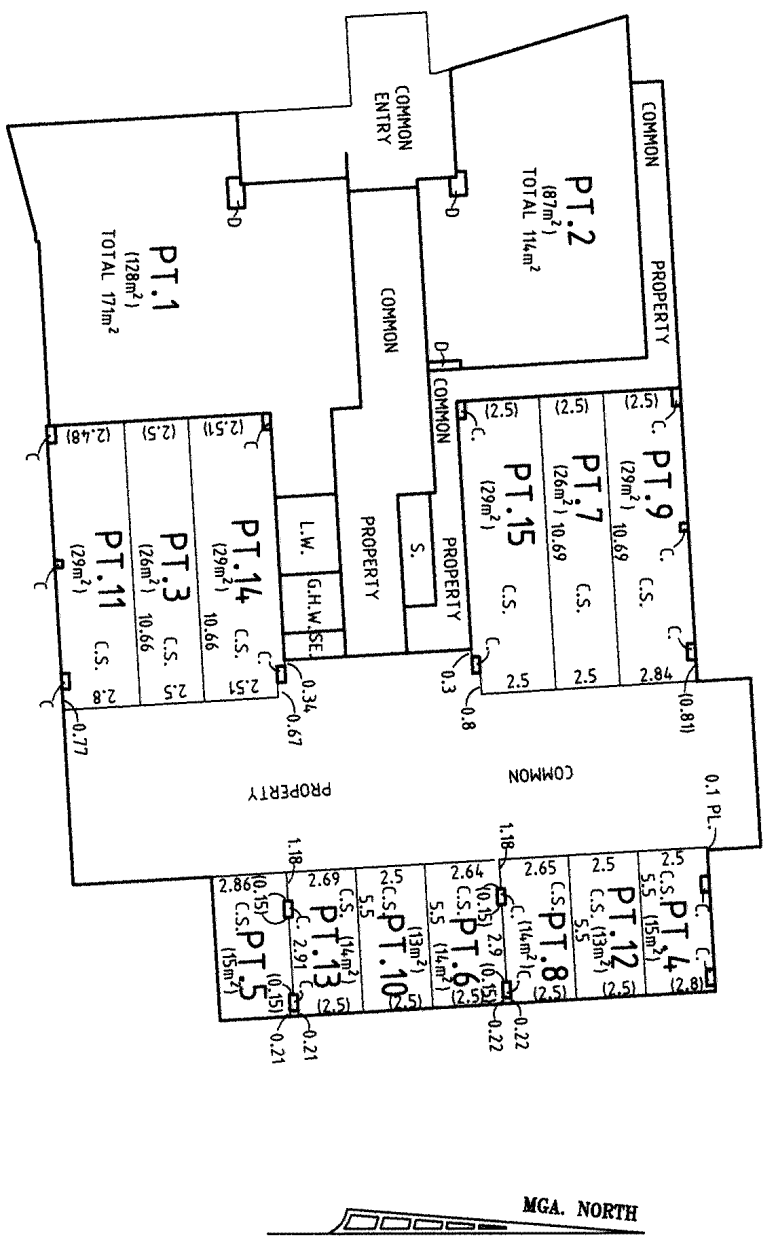 COMMON
ENTRY
COMMON
PROPERTY
PT.2
(87m²)
TOTAL 114m²
D
D
D
PT.1
(128m²)
TOTAL 171m²
COMMON
PROPERTY
COMMON
PROPERTY
(2.5)
(2.5)
(2.5)
C.
C.
C.
C.
C.
PT.9
(29m²)
10.69
C.S.
PT.7
(26m²)
10.69
C.S.
PT.15
(29m²)
C.S.
2.5
2.5
2.84
(0.81)
0.3
0.8
(2.48)
(2.5)
(2.51)
C
C
C
C
C.
PT.14
(29m²)
10.66
C.S.
PT.3
(26m²)
10.66
C.S.
PT.11
(29m²)
C.S.
2.8
2.5
2.51
0.34
0.67
0.77
L.W.
G.H.W.
SE.
S.
COMMON
PROPERTY
0.1 PL.
1.18
1.18
2.86
2.69
2.5
2.64
2.65
2.5
2.5
PT.5
C.S.
(15m²)
(0.15)
(0.15)
C.
C.
2.91
PT.13
C.S.
(14m²)
(2.5)
PT.10
C.S.
(13m²)
5.5
(2.5)
PT.6
C.S.
(14m²)
5.5
(2.5)
(0.15)
(0.15)
C.
C.
2.9
PT.8
(14m²)
(2.5)
PT.12
C.S.
(13m²)
5.5
(2.5)
PT.4
C.S.
(15m²)
5.5
(2.8)
C.
C.
0.21
0.21
0.22
0.22
MGA. NORTH